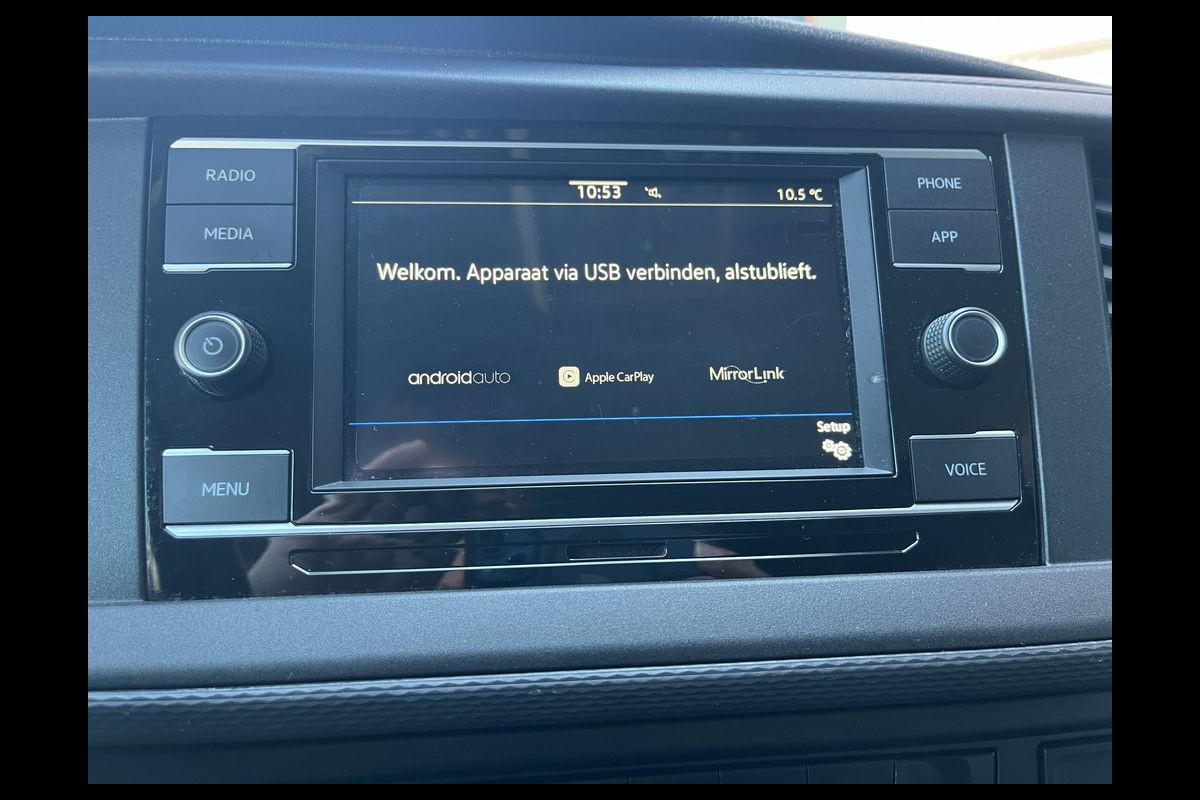 RADIO
MEDIA
MENU
10:53
10.5 °C
Welkom. Apparaat via USB verbinden, alstublieft.
androidauto
Apple CarPlay
MirrorLink
Setup
PHONE
APP
VOICE